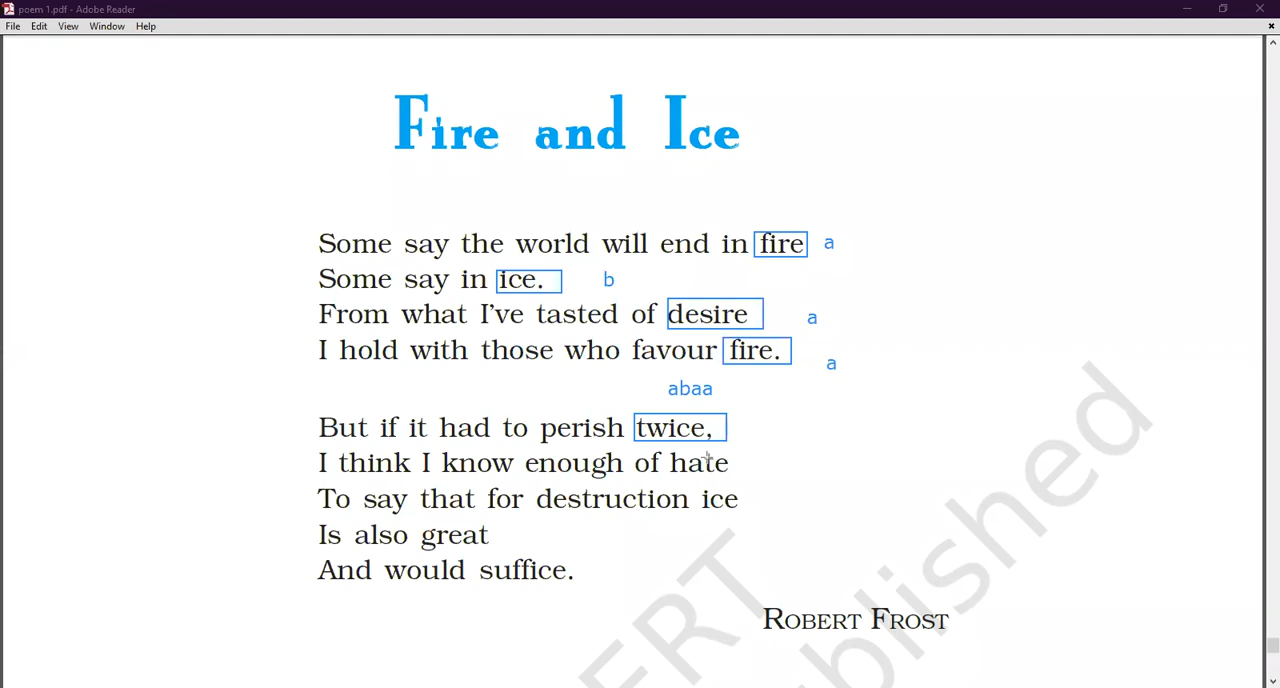 poem 1.pdf - Adobe Reader
File Edit View Window Help
Fire and Ice
Some say the world will end in fire a
Some say in ice. b
From what I've tasted of desire a
I hold with those who favour fire. a
abaa
But if it had to perish twice,
I think I know enough of hate
To say that for destruction ice
Is also great
And would suffice.
ROBERT FROST
ERT
blished